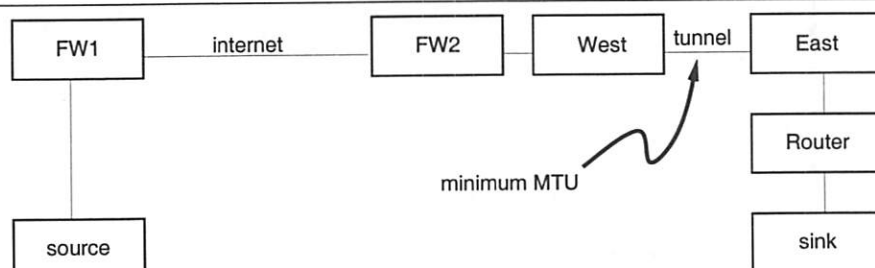 FW1
internet
FW2
West
tunnel
East
Router
minimum MTU
source
sink